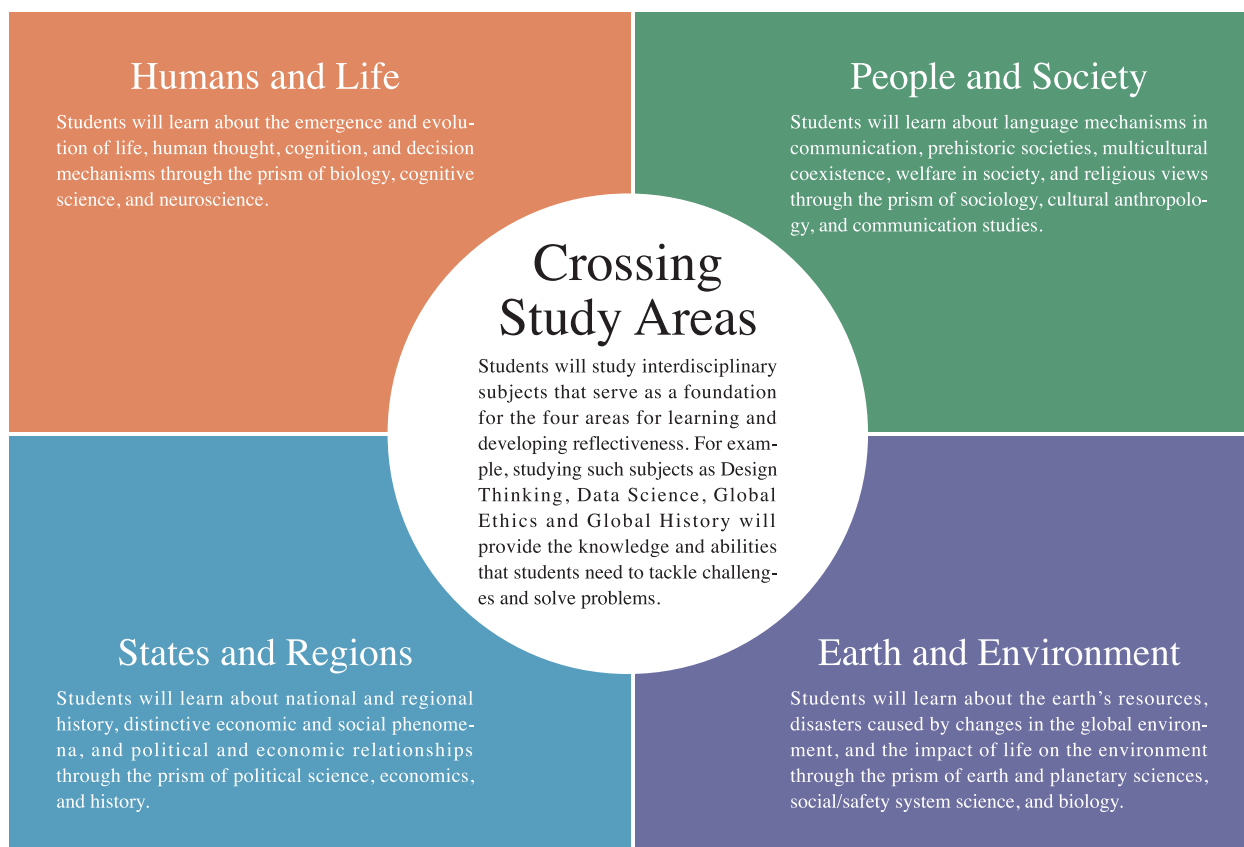 Humans and Life
Students will learn about the emergence and evolu-
tion of life, human thought, cognition, and decision
mechanisms through the prism of biology, cognitive
science, and neuroscience.
People and Society
Students will learn about language mechanisms in
communication, prehistoric societies, multicultural
coexistence, welfare in society, and religious views
through the prism of sociology, cultural anthropolo-
gy, and communication studies.
Crossing
Study Areas
Students will study interdisciplinary
subjects that serve as a foundation
for the four areas for learning and
developing reflectiveness. For exam-
ple, studying such subjects as Design
Thinking, Data Science, Global
Ethics and Global History will
provide the knowledge and abilities
that students need to tackle challeng-
es and solve problems.
States and Regions
Students will learn about national and regional
history, distinctive economic and social phenome-
na, and political and economic relationships
through the prism of political science, economics,
and history.
Earth and Environment
Students will learn about the earth’s resources,
disasters caused by changes in the global environ-
ment, and the impact of life on the environment
through the prism of earth and planetary sciences,
social/safety system science, and biology.